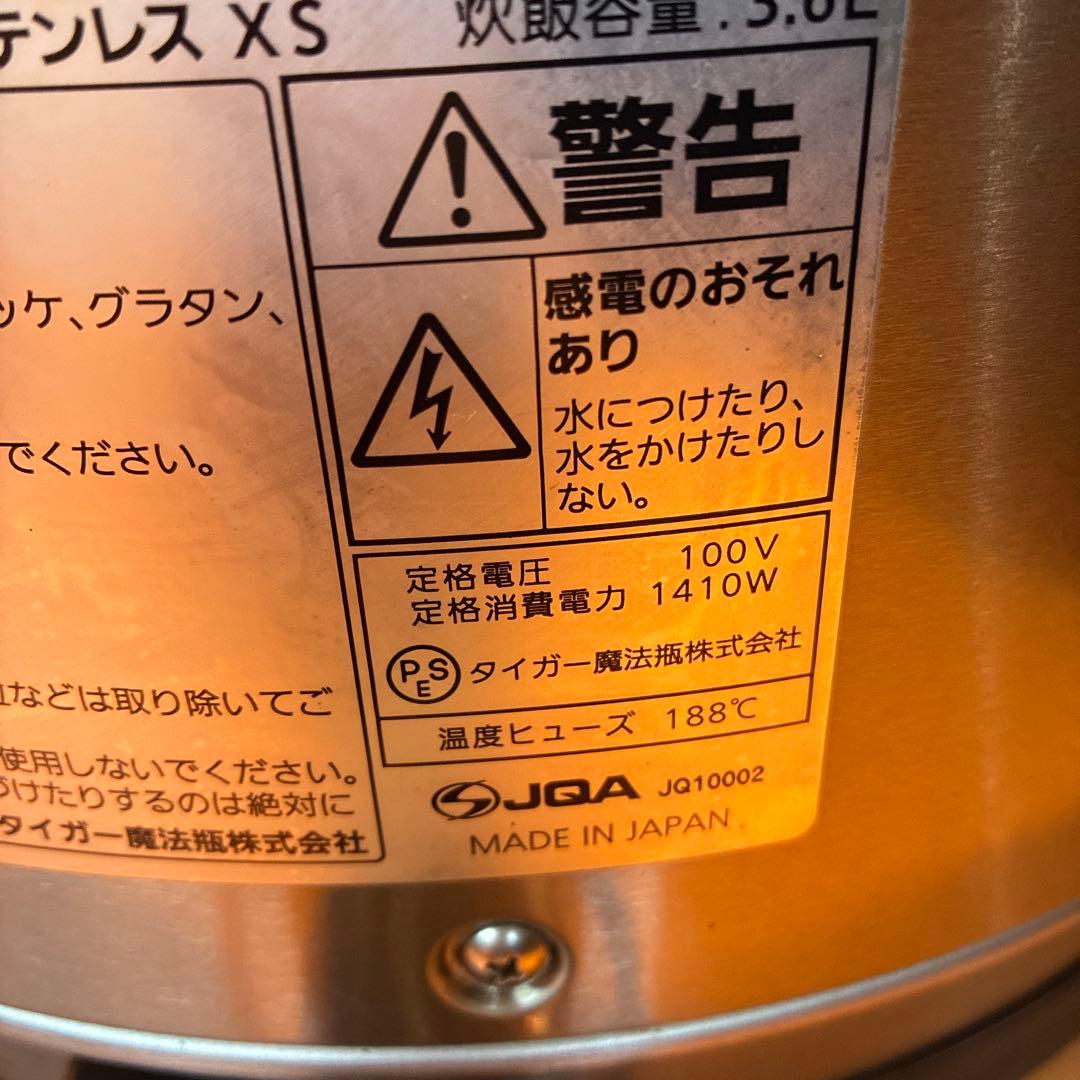 テンレス XS
炊飯容量.3.6L
ッケ、グラタン、
でください。
などは取り除いてご
使用しないでください。
けたりするのは絶対に
タイガー魔法瓶株式会社
警告
感電のおそれ
あり
水につけたり、
水をかけたりし
ない。
定格電圧 100V
定格消費電力 1410W
PSE タイガー魔法瓶株式会社
温度ヒューズ 188℃
JQA JQ10002
MADE IN JAPAN